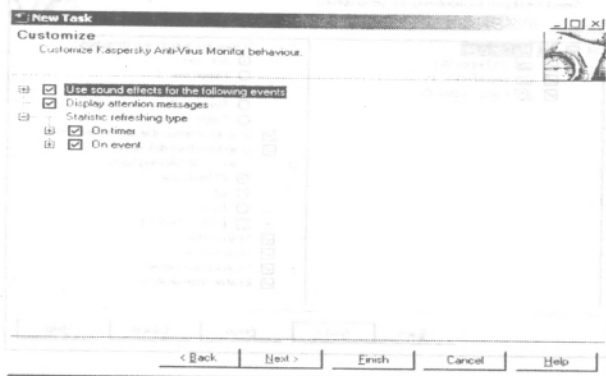 New Task
Customize
Customize Kaspersky Anti-Virus Monitor behaviour.
Use sound effects for the following events
Display attention messages
Statistic refreshing type
On timer
On event
< Back
Next >
Finish
Cancel
Help